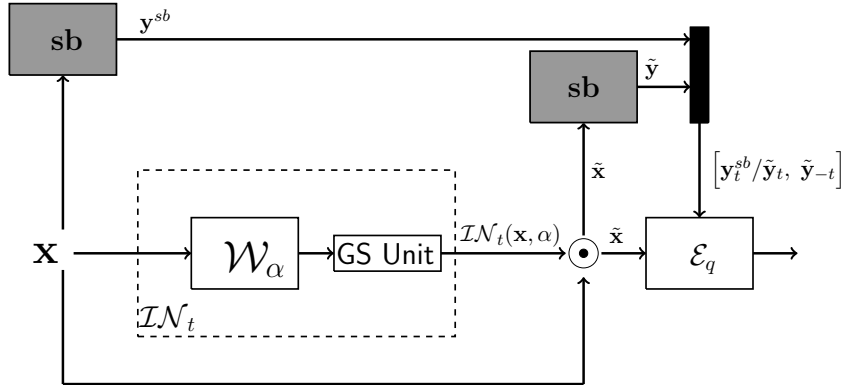 sb
y^{sb}
sb
ỹ
[y_t^{sb}/ỹ_t, ỹ_{-t}]
x̃
x
𝒲_α
GS Unit
ℐ𝒩_t(x, α)
x̃
ℰ_q
ℐ𝒩_t